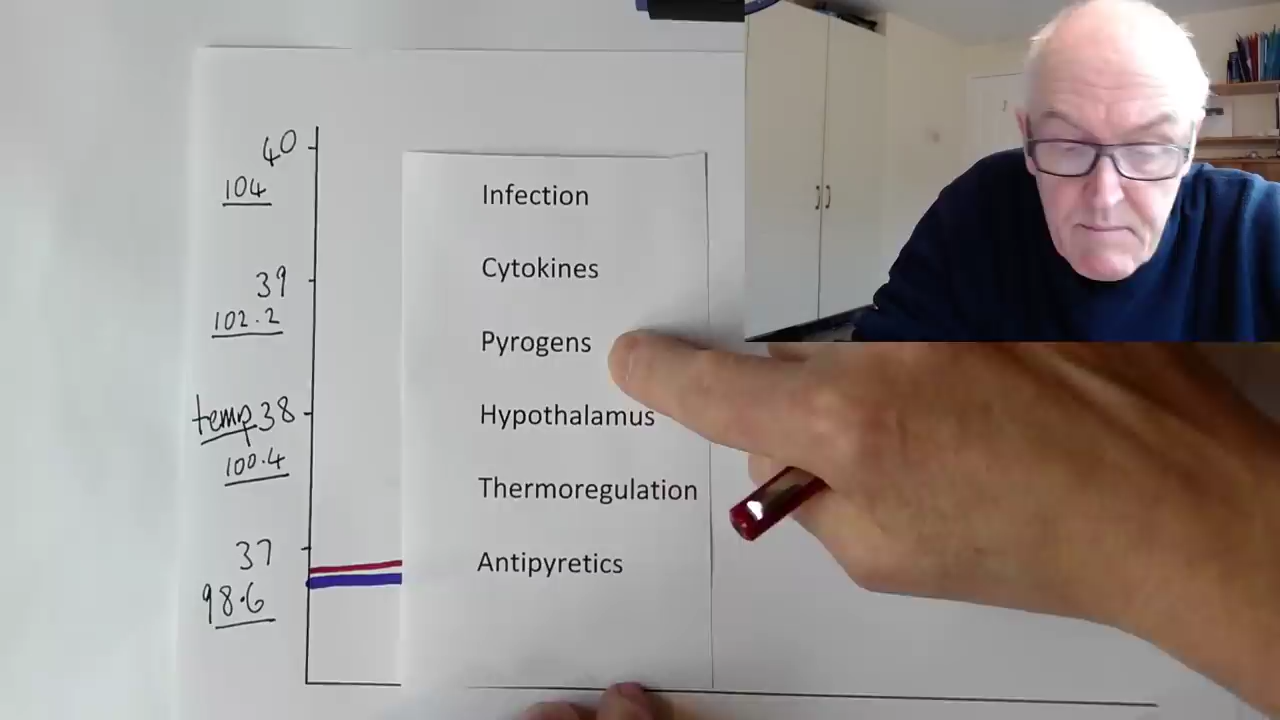 40
104
39
102.2
temp 38
100.4
37
98.6
Infection
Cytokines
Pyrogens
Hypothalamus
Thermoregulation
Antipyretics